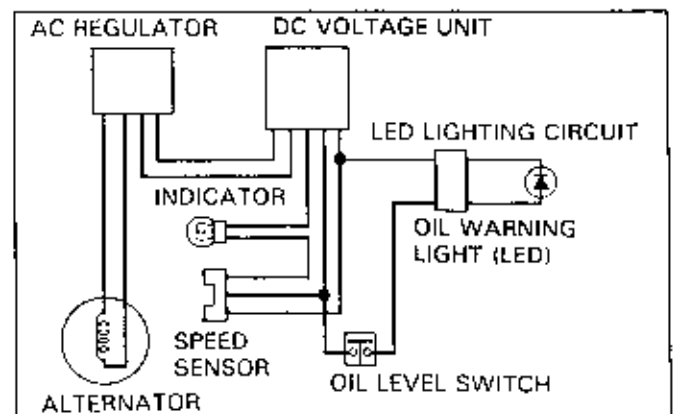 AC REGULATOR
DC VOLTAGE UNIT
LED LIGHTING CIRCUIT
INDICATOR
OIL WARNING
LIGHT (LED)
SPEED
SENSOR
OIL LEVEL SWITCH
ALTERNATOR